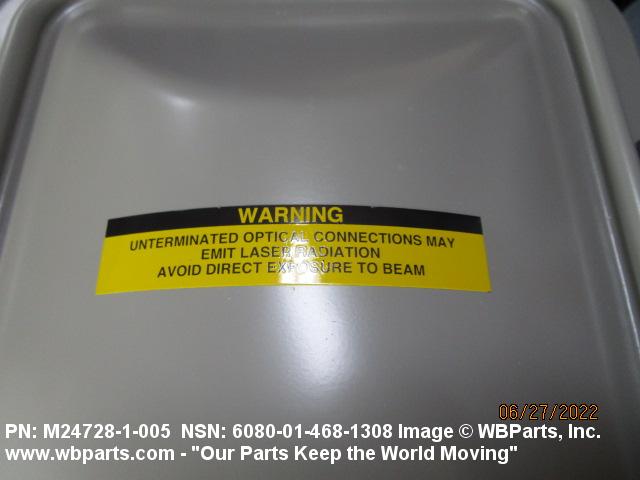 WARNING
UNTERMINATED OPTICAL CONNECTIONS MAY
EMIT LASER RADIATION
AVOID DIRECT EXPOSURE TO BEAM
06/27/2022
PN: M24728-1-005 NSN: 6080-01-468-1308 Image © WBParts, Inc.
www.wbparts.com - "Our Parts Keep the World Moving"